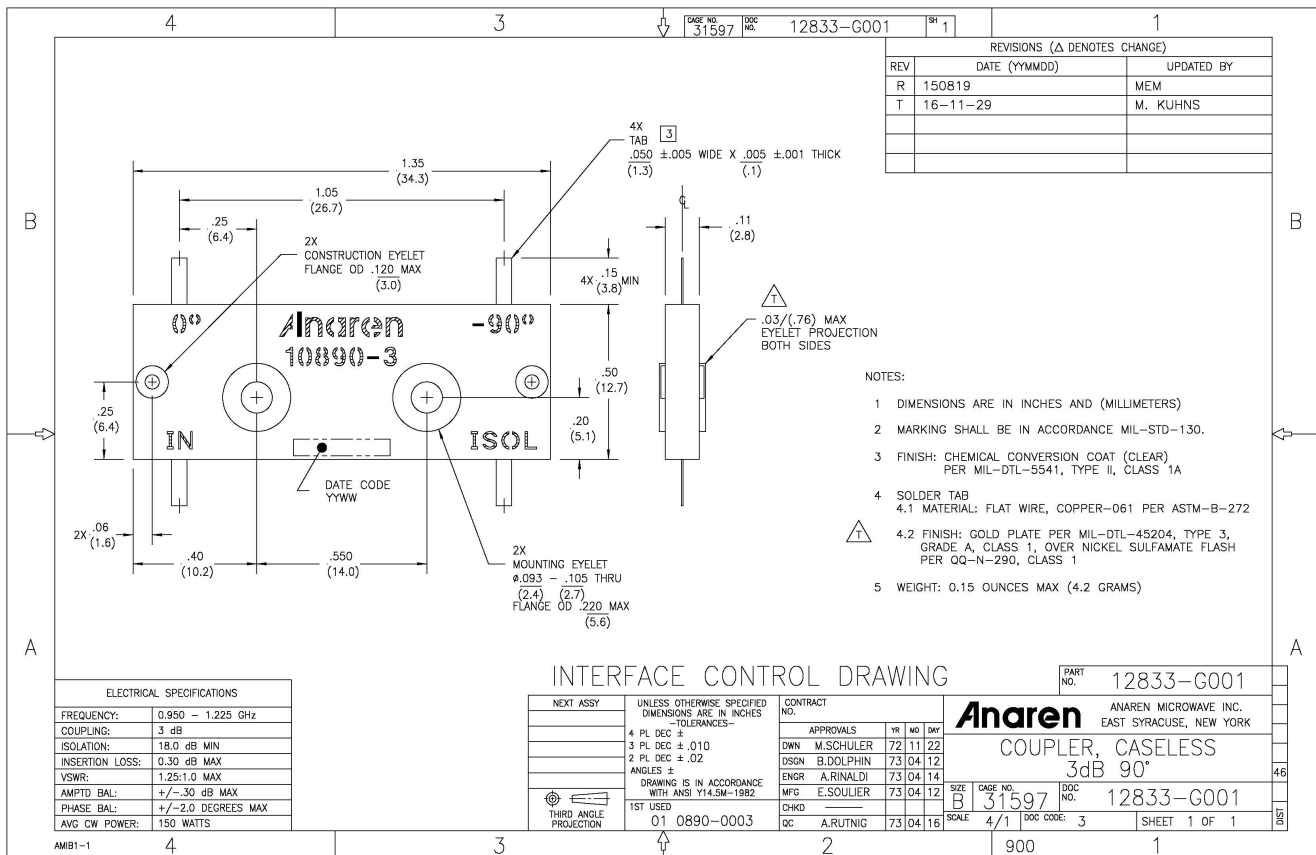 4
3
CAGE NO. 31597 DOC NO. 12833-G001 SH 1
1
REVISIONS (△ DENOTES CHANGE)
REV DATE (YYMMDD) UPDATED BY
R 150819 MEM
T 16-11-29 M. KUHNS
B
B
4X
TAB 3
.050 ±.005 WIDE X .005 ±.001 THICK
(1.3) (.1)
1.35
(34.3)
1.05
(26.7)
.25
(6.4)
2X
CONSTRUCTION EYELET
FLANGE OD .120 MAX
(3.0)
4X .15 MIN
(3.8)
℄
.11
(2.8)
T
.03/(.76) MAX
EYELET PROJECTION
BOTH SIDES
0° Anaren -90°
10890-3
IN ISOL
.25
(6.4)
.50
(12.7)
.20
(5.1)
DATE CODE
YYWW
2X .06
(1.6)
.40
(10.2)
.550
(14.0)
2X
MOUNTING EYELET
ø.093 - .105 THRU
(2.4) (2.7)
FLANGE OD .220 MAX
(5.6)
NOTES:
1 DIMENSIONS ARE IN INCHES AND (MILLIMETERS)
2 MARKING SHALL BE IN ACCORDANCE MIL-STD-130.
3 FINISH: CHEMICAL CONVERSION COAT (CLEAR)
PER MIL-DTL-5541, TYPE II, CLASS 1A
4 SOLDER TAB
4.1 MATERIAL: FLAT WIRE, COPPER-061 PER ASTM-B-272
T
4.2 FINISH: GOLD PLATE PER MIL-DTL-45204, TYPE 3,
GRADE A, CLASS 1, OVER NICKEL SULFAMATE FLASH
PER QQ-N-290, CLASS 1
5 WEIGHT: 0.15 OUNCES MAX (4.2 GRAMS)
A
A
ELECTRICAL SPECIFICATIONS
FREQUENCY: 0.950 - 1.225 GHz
COUPLING: 3 dB
ISOLATION: 18.0 dB MIN
INSERTION LOSS: 0.30 dB MAX
VSWR: 1.25:1.0 MAX
AMPTD BAL: +/-.30 dB MAX
PHASE BAL: +/-2.0 DEGREES MAX
AVG CW POWER: 150 WATTS
INTERFACE CONTROL DRAWING
NEXT ASSY
THIRD ANGLE
PROJECTION
UNLESS OTHERWISE SPECIFIED
DIMENSIONS ARE IN INCHES
-TOLERANCES-
4 PL DEC ±
3 PL DEC ± .010
2 PL DEC ± .02
ANGLES ±
DRAWING IS IN ACCORDANCE
WITH ANSI Y14.5M-1982
1ST USED
01 0890-0003
CONTRACT
NO.
APPROVALS YR MO DAY
DWN M.SCHULER 72 11 22
DSGN B.DOLPHIN 73 04 12
ENGR A.RINALDI 73 04 14
MFG E.SOULIER 73 04 12
CHKD
QC A.RUTNIG 73 04 16
PART NO. 12833-G001
Anaren
ANAREN MICROWAVE INC.
EAST SYRACUSE, NEW YORK
COUPLER, CASELESS
3dB 90°
SIZE B CAGE NO. 31597 DOC NO. 12833-G001
SCALE 4/1 DOC CODE: 3 SHEET 1 OF 1
46
DIST
AMIB1-1
4
3
2
900
1